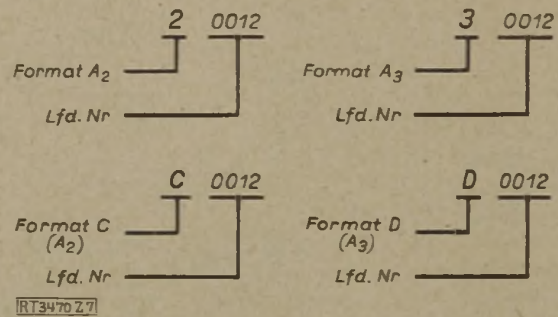 2 0012
Format A₂
Lfd. Nr
3 0012
Format A₃
Lfd. Nr
C 0012
Format C
(A₂)
Lfd. Nr
D 0012
Format D
(A₃)
Lfd. Nr
RT3470Z7